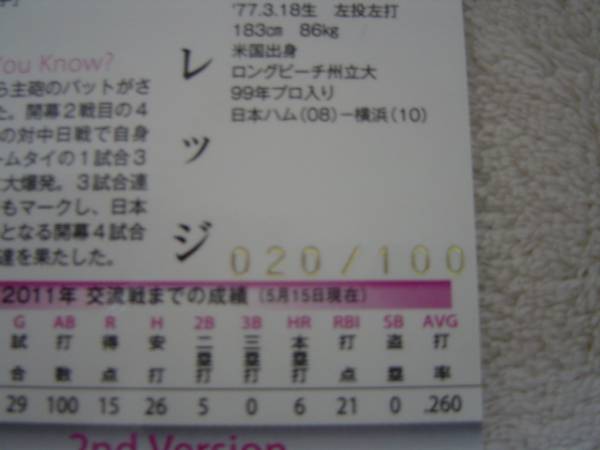 '77.3.18生　左投左打
183cm　86kg
米国出身
ロングビーチ州立大
99年プロ入り
日本ハム(08)－横浜(10)
レッジ
You Know?
ら主砲のバットがさ
た。開幕2戦目の4
の対中日戦で自身
ームタイの1試合3
大爆発。3試合連
もマークし、日本
となる開幕4試合
達を果たした。
020/100
2011年 交流戦までの成績（5月15日現在）
G AB R H 2B 3B HR RBI SB AVG
試合 打数 得点 安打 二塁打 三塁打 本塁打 打点 盗塁 打率
29 100 15 26 5 0 6 21 0 .260
2nd Version